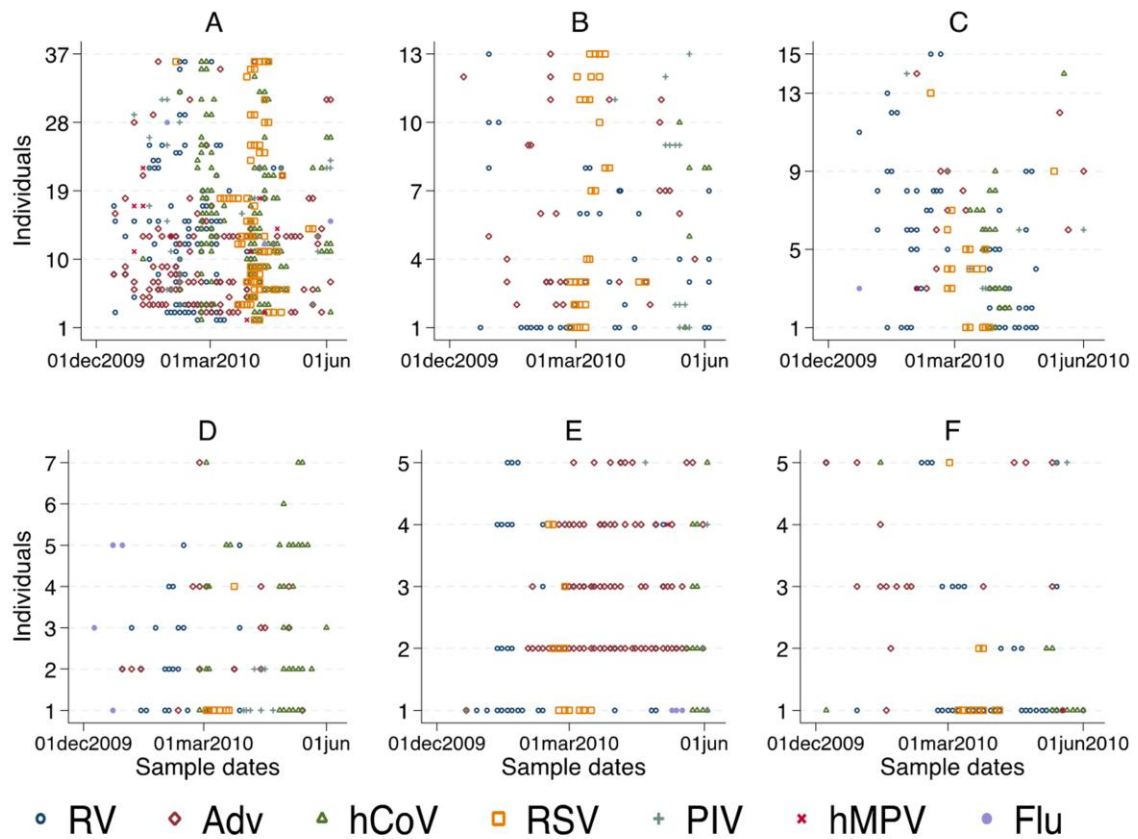 A B C
Individuals
37
28
19
10
1
01dec2009 01mar2010 01jun
13
10
7
4
1
01dec2009 01mar2010 01jun
15
13
9
5
1
01dec2009 01mar2010 01jun2010
D E F
Individuals
7
6
5
4
3
2
1
01dec2009 01mar2010 01jun
Sample dates
5
4
3
2
1
01dec2009 01mar2010 01jun
Sample dates
5
4
3
2
1
01dec2009 01mar2010 01jun2010
Sample dates
RV Adv hCoV RSV PIV hMPV Flu